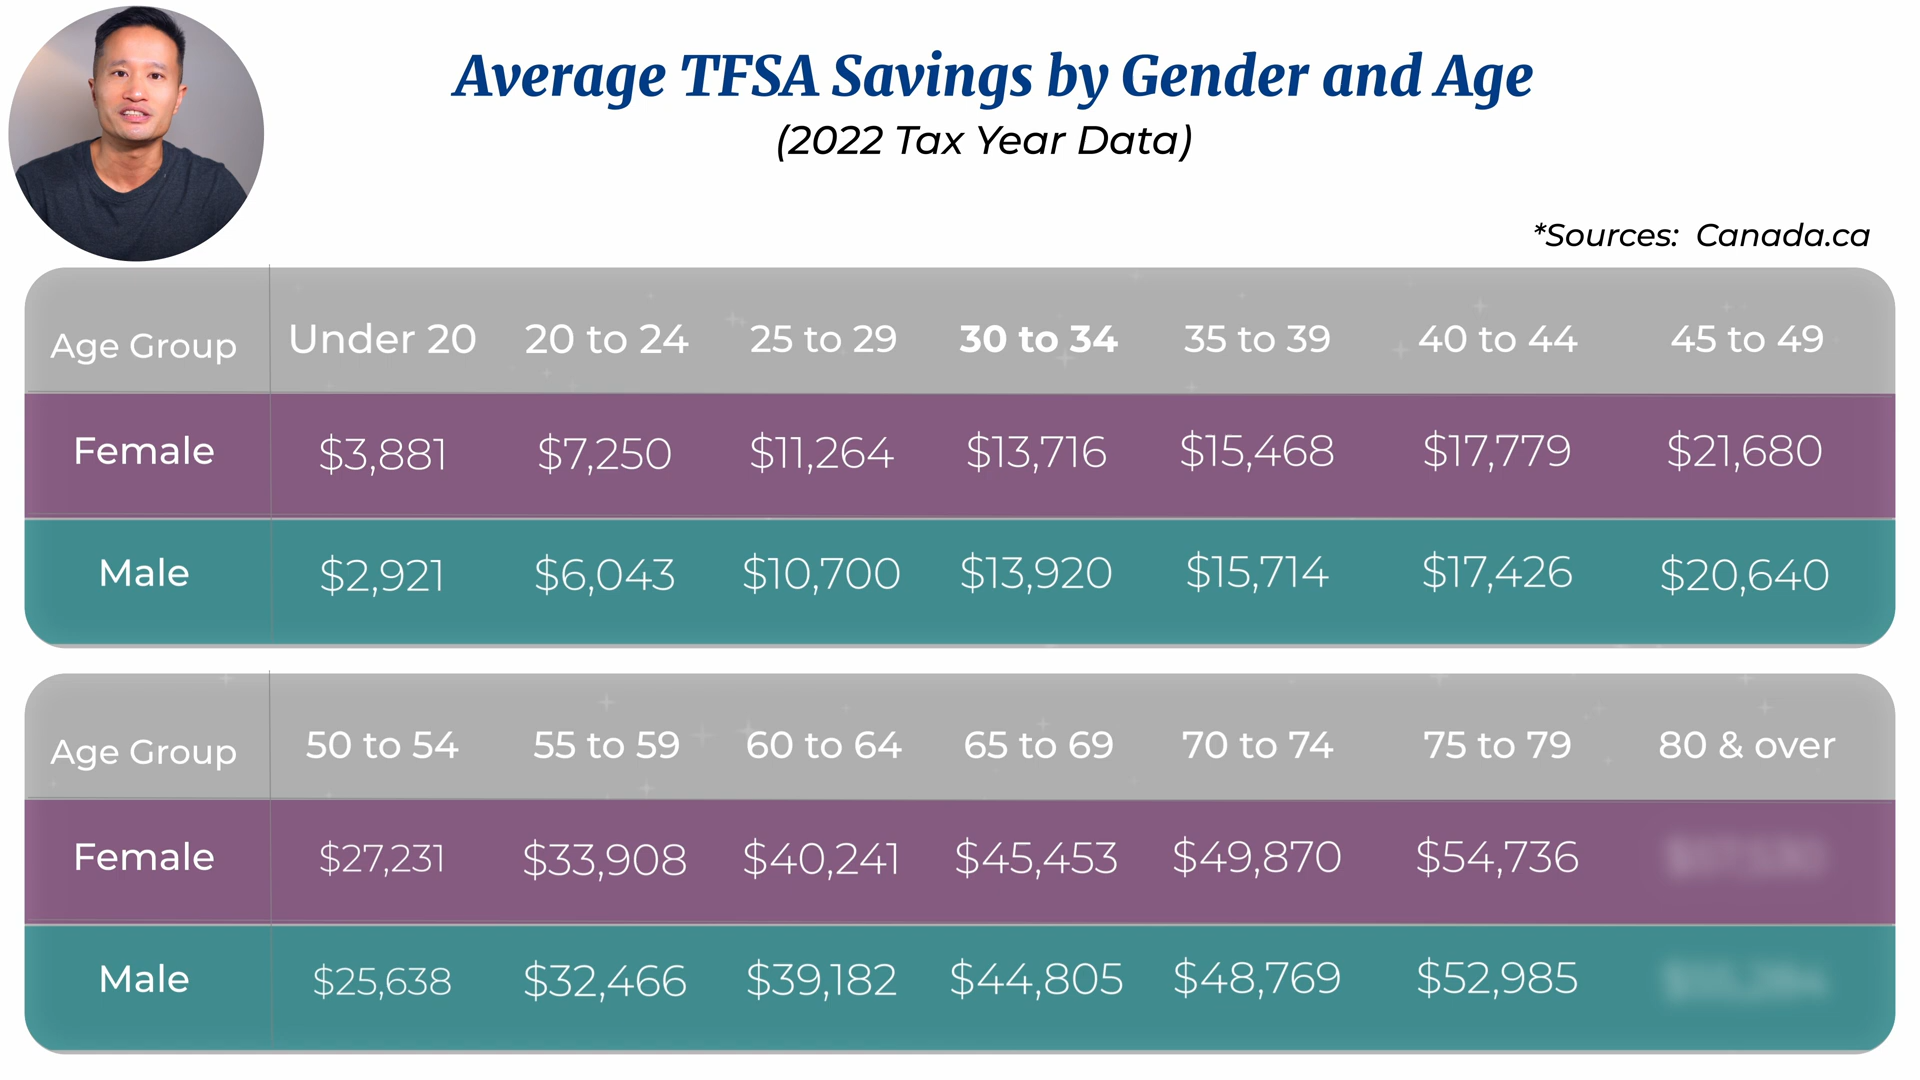 Average TFSA Savings by Gender and Age
(2022 Tax Year Data)
*Sources: Canada.ca
Age Group Under 20 20 to 24 25 to 29 30 to 34 35 to 39 40 to 44 45 to 49
Female $3,881 $7,250 $11,264 $13,716 $15,468 $17,779 $21,680
Male $2,921 $6,043 $10,700 $13,920 $15,714 $17,426 $20,640
Age Group 50 to 54 55 to 59 60 to 64 65 to 69 70 to 74 75 to 79 80 & over
Female $27,231 $33,908 $40,241 $45,453 $49,870 $54,736
Male $25,638 $32,466 $39,182 $44,805 $48,769 $52,985